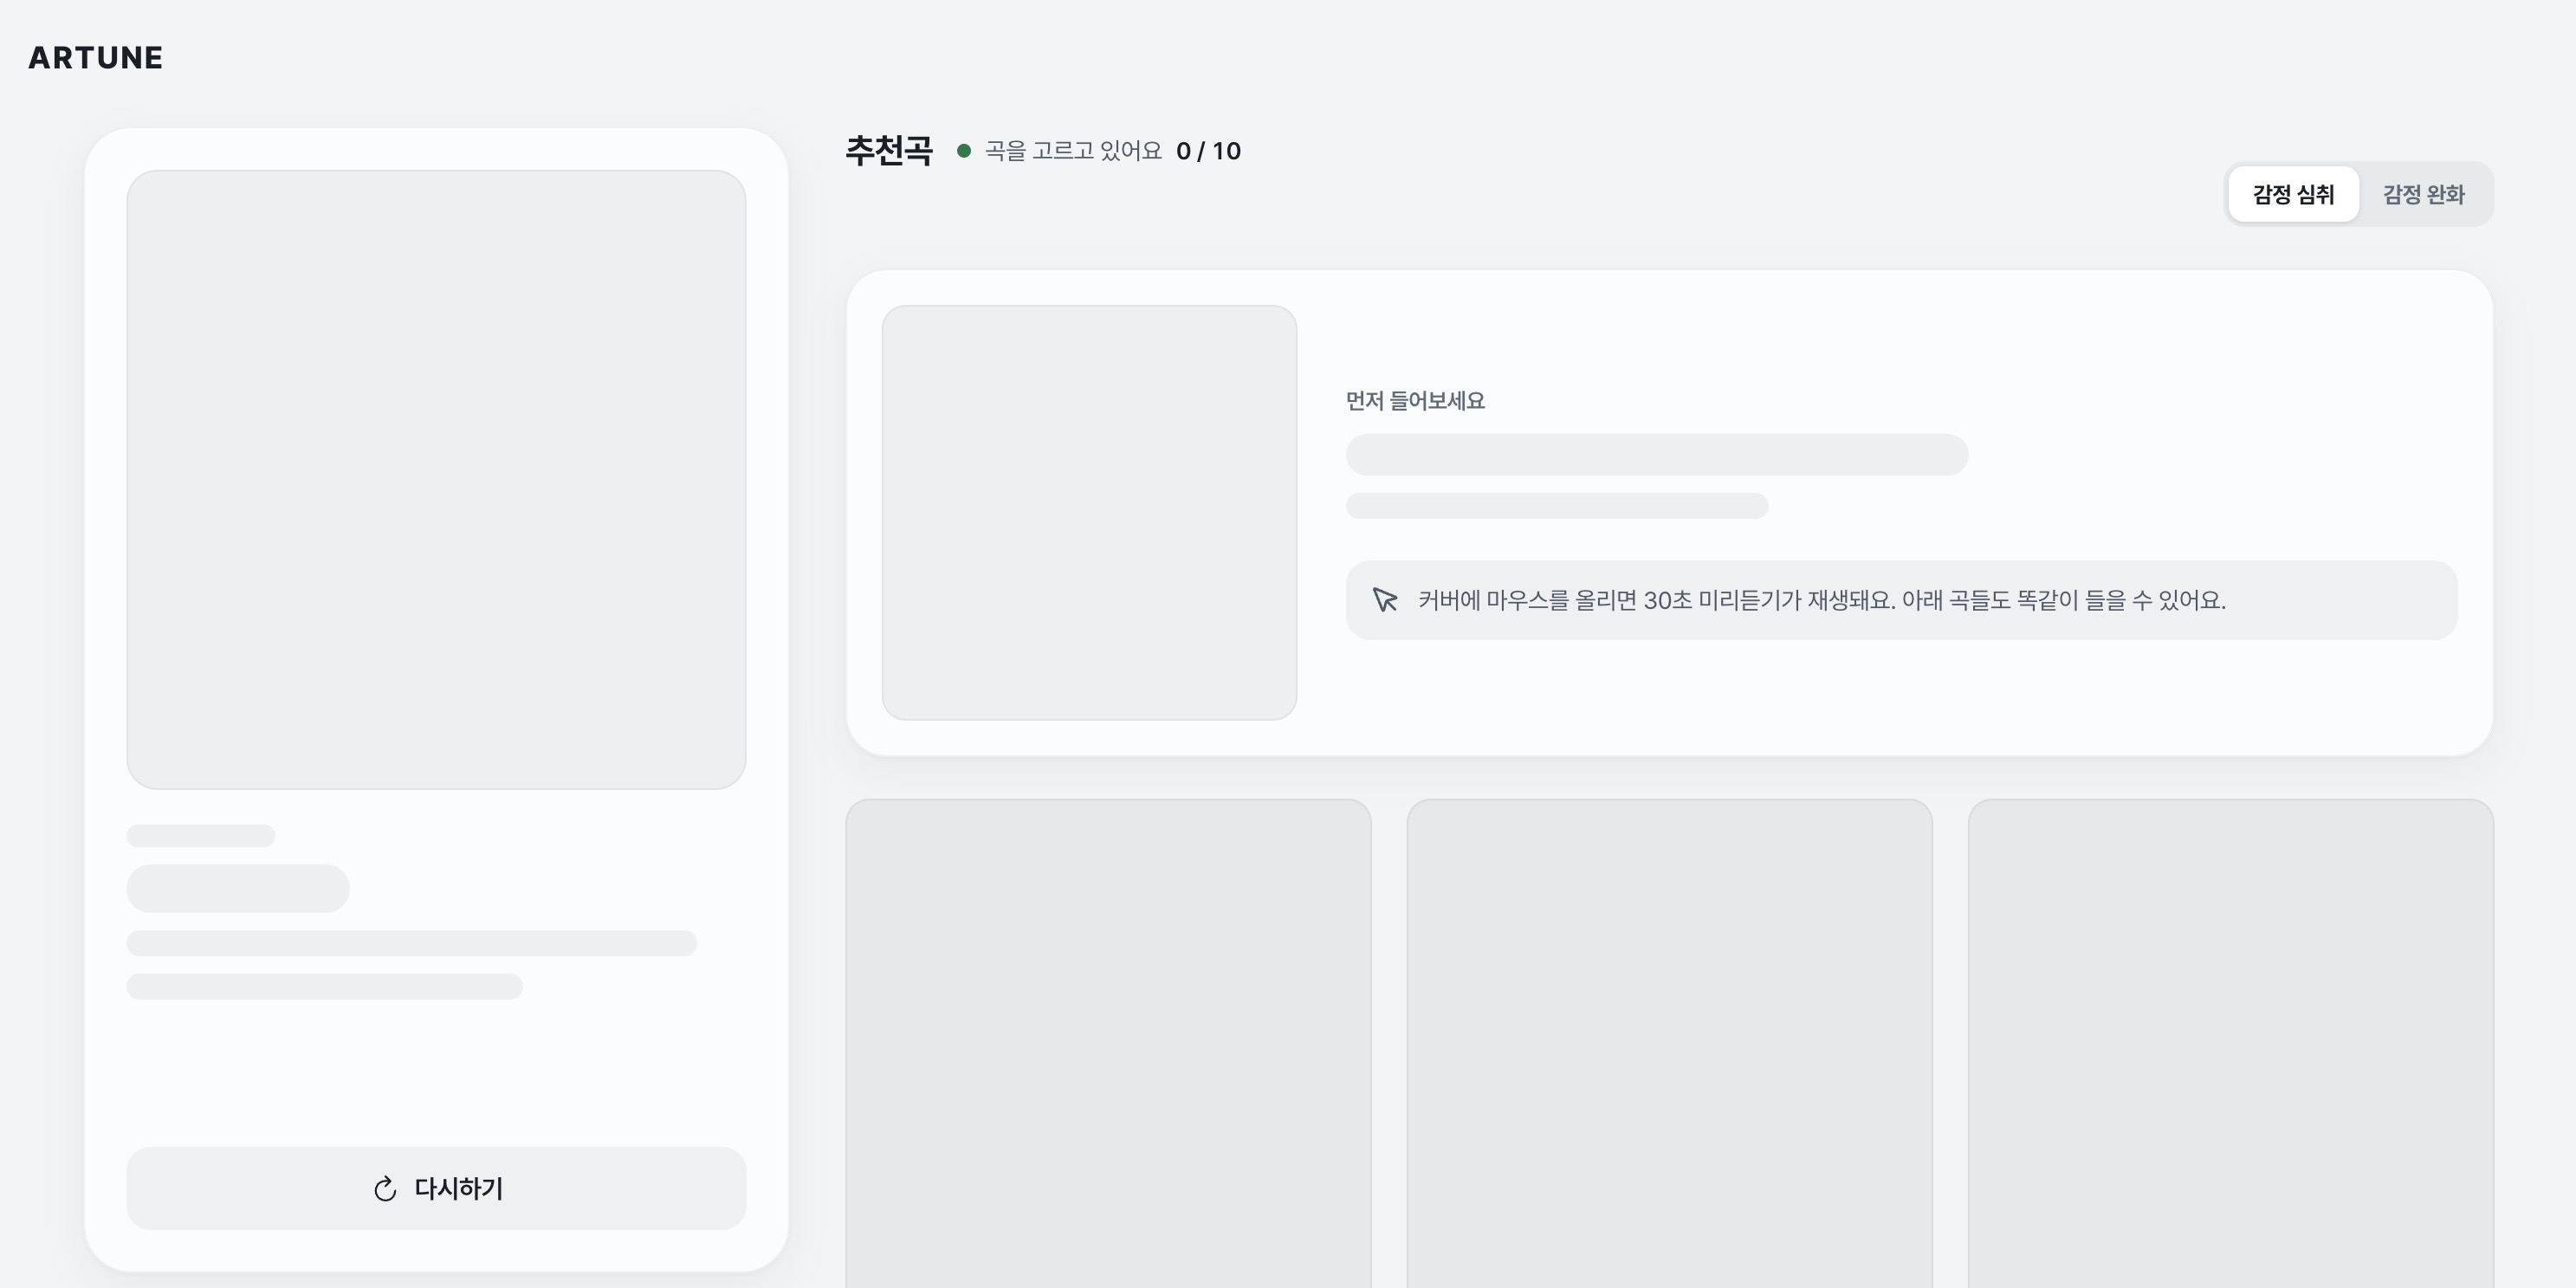 ARTUNE
추천곡 곡을 고르고 있어요 0 / 10
감정 심취 감정 완화
먼저 들어보세요
커버에 마우스를 올리면 30초 미리듣기가 재생돼요. 아래 곡들도 똑같이 들을 수 있어요.
다시하기